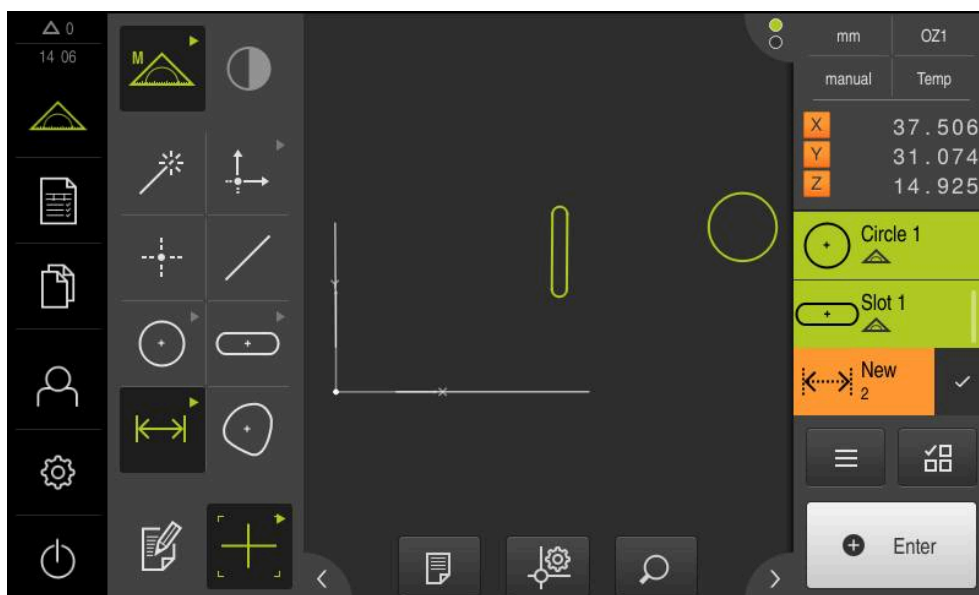 0
14 06
M
mm
OZ1
manual
Temp
X 37.506
Y 31.074
Z 14.925
Circle 1
Slot 1
New
2
Y
X
Enter